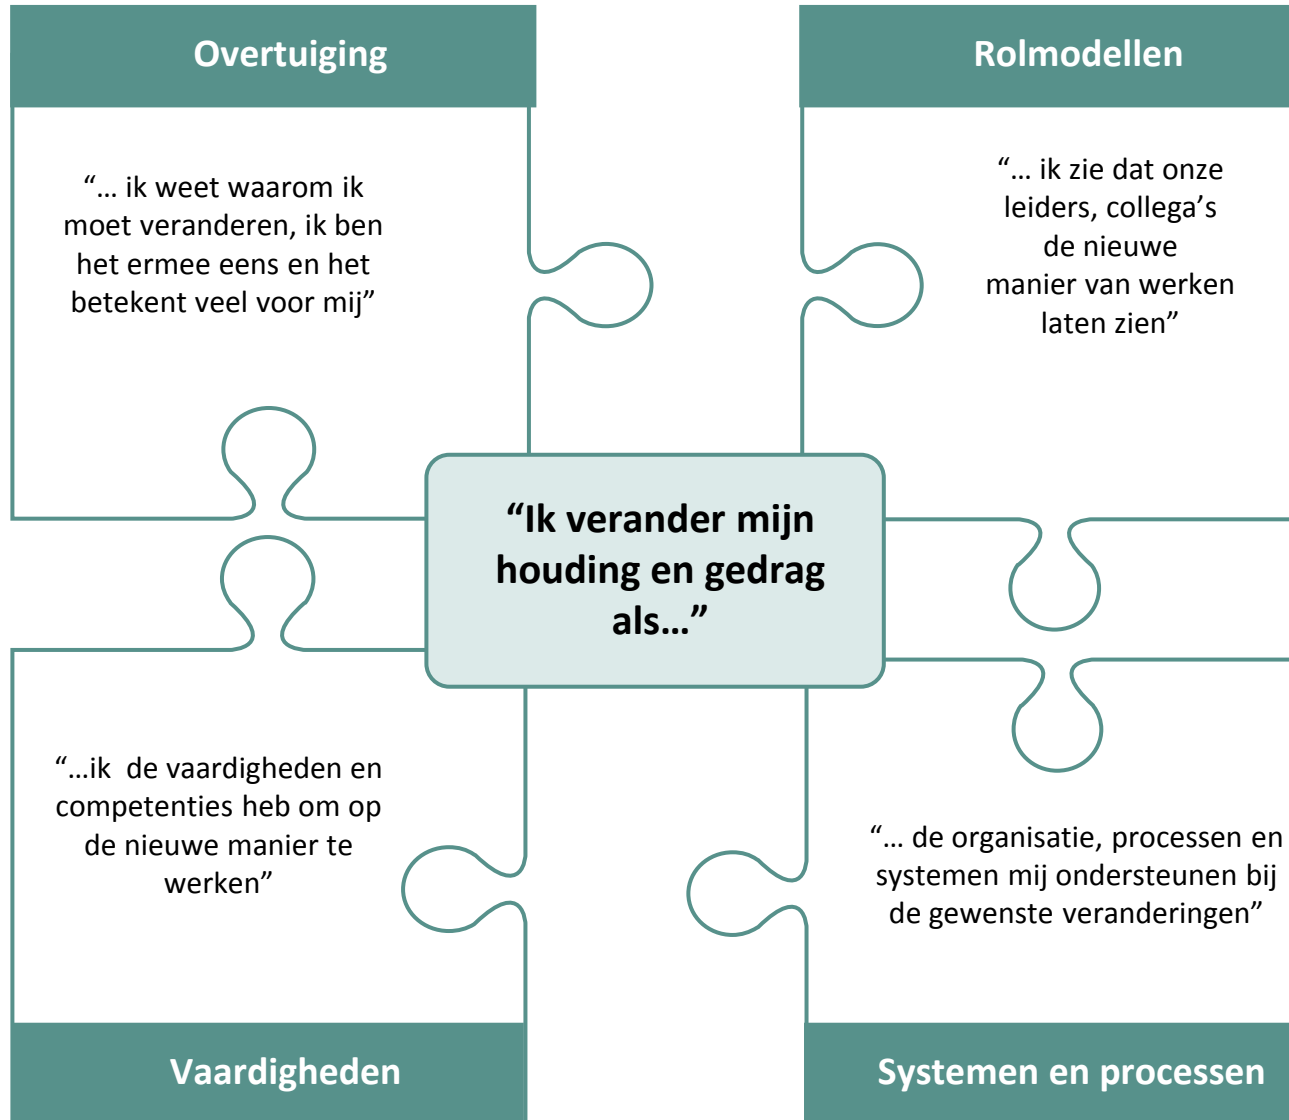 Overtuiging
“... ik weet waarom ik
moet veranderen, ik ben
het ermee eens en het
betekent veel voor mij”
Rolmodellen
“... ik zie dat onze
leiders, collega’s
de nieuwe
manier van werken
laten zien”
“Ik verander mijn
houding en gedrag
als...”
“...ik de vaardigheden en
competenties heb om op
de nieuwe manier te
werken”
Vaardigheden
“... de organisatie, processen en
systemen mij ondersteunen bij
de gewenste veranderingen”
Systemen en processen